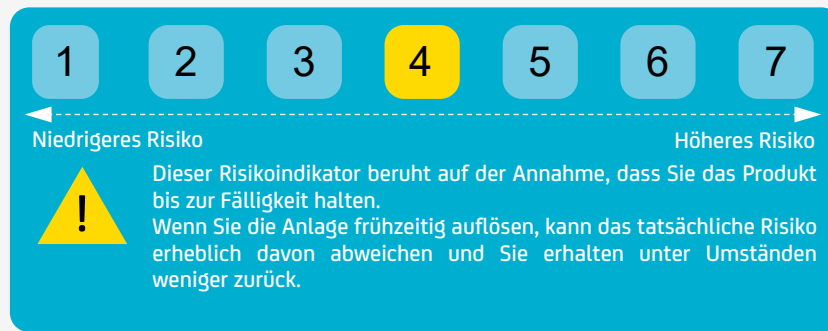 1 2 3 4 5 6 7
Niedrigeres Risiko Höheres Risiko
Dieser Risikoindikator beruht auf der Annahme, dass Sie das Produkt
bis zur Fälligkeit halten.
Wenn Sie die Anlage frühzeitig auflösen, kann das tatsächliche Risiko
erheblich davon abweichen und Sie erhalten unter Umständen
weniger zurück.
!